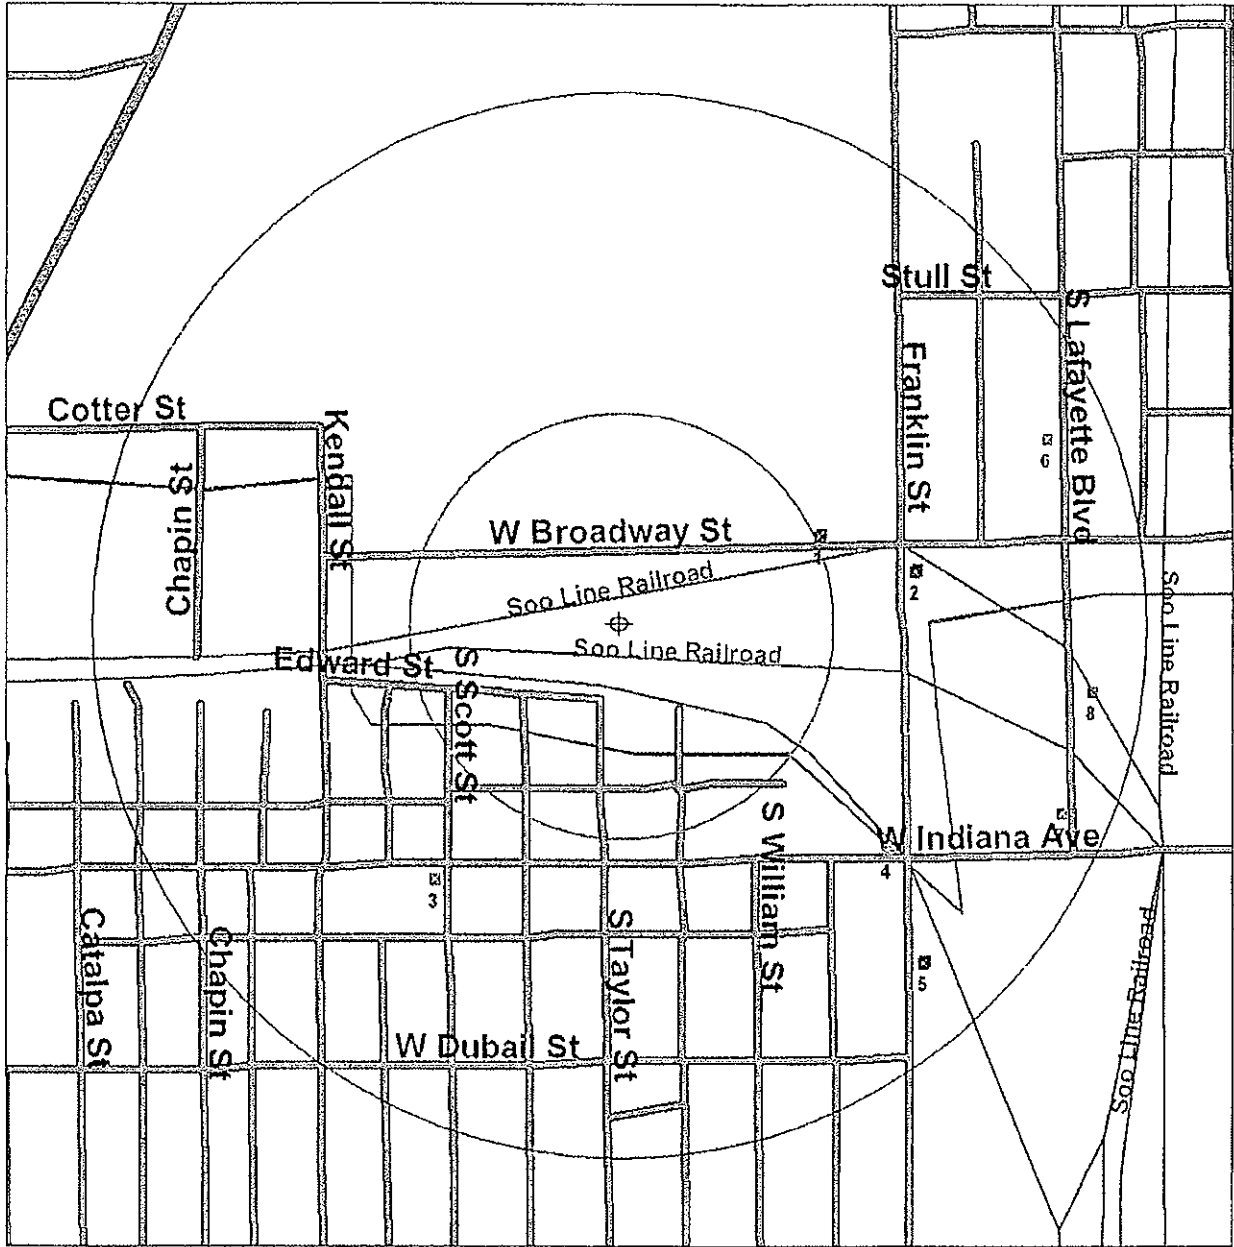 Stull St
S Lafayette Blvd
Franklin St
Cotter St
Kendall St
Chapin St
6
W Broadway St
1
2
Soo Line Railroad
Soo Line Railroad
Soo Line Railroad
Edward St
S Scott St
8
S William St
W Indiana Ave
4
3
Catalpa St
Chapin St
S Taylor St
5
W Dubail St
Soo Line Railroad